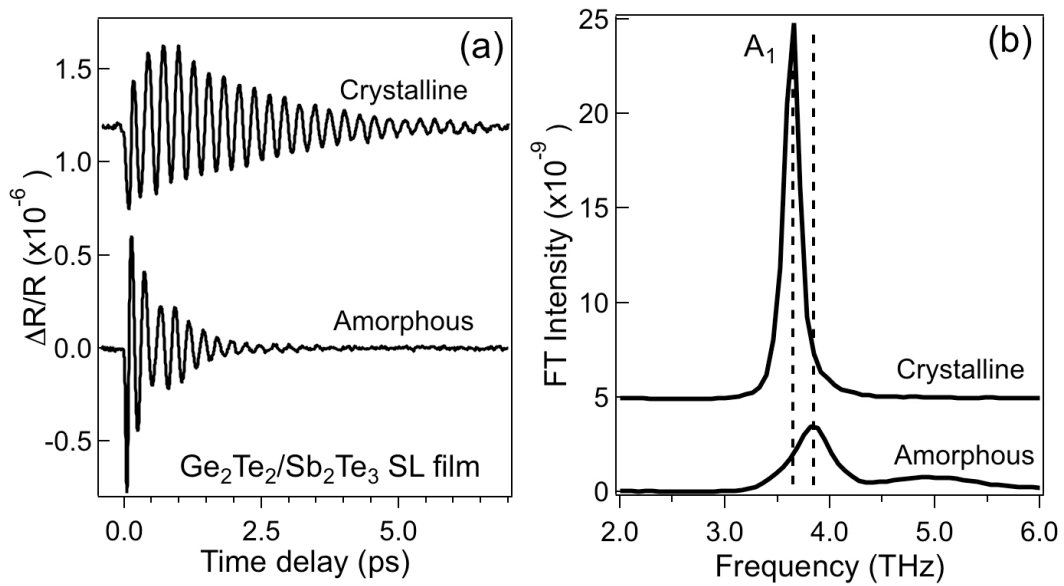 (a)
1.5
1.0
0.5
0.0
-0.5
ΔR/R (x10⁻⁶)
Crystalline
Amorphous
Ge₂Te₂/Sb₂Te₃ SL film
0.0 2.5 5.0
Time delay (ps)
(b)
A₁
25
20
15
10
5
0
FT Intensity (x10⁻⁹)
Crystalline
Amorphous
2.0 3.0 4.0 5.0 6.0
Frequency (THz)